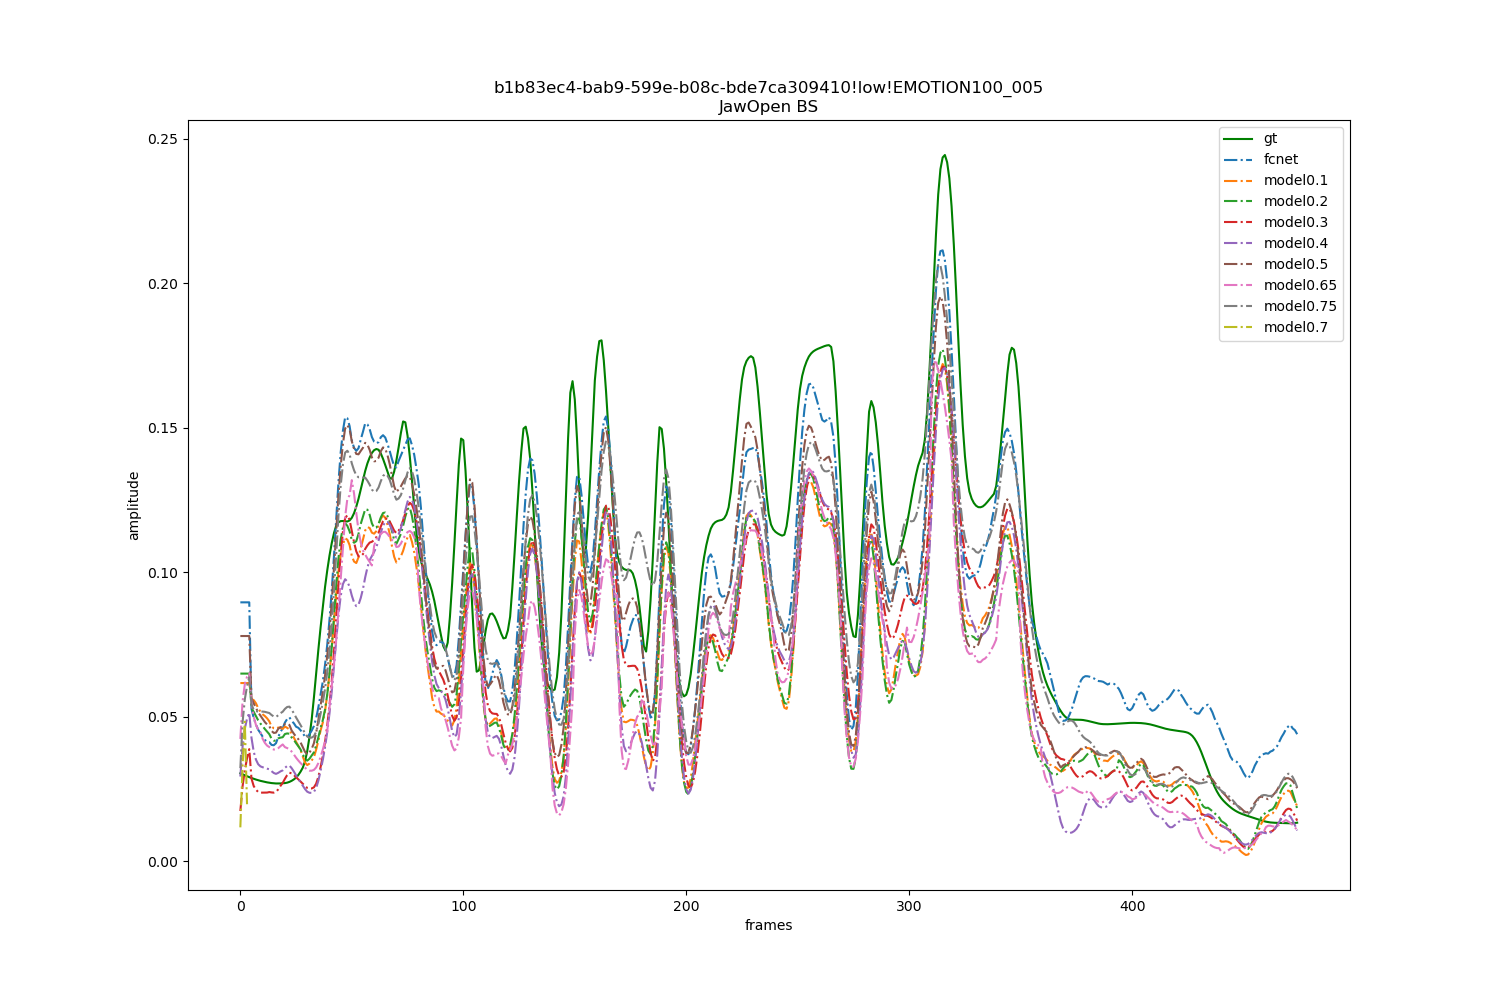 b1b83ec4-bab9-599e-b08c-bde7ca309410!low!EMOTION100_005
JawOpen BS
gt
fcnet
model0.1
model0.2
model0.3
model0.4
model0.5
model0.65
model0.75
model0.7
0.25
0.20
0.15
0.10
0.05
0.00
amplitude
0 100 200 300 400
frames